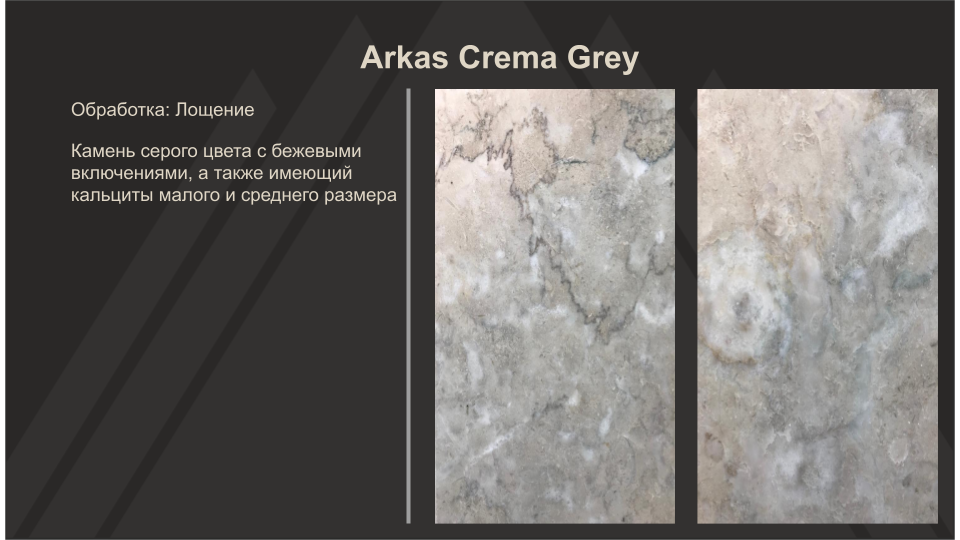 Arkas Crema Grey
Обработка: Лощение
Камень серого цвета с бежевыми
включениями, а также имеющий
кальциты малого и среднего размера